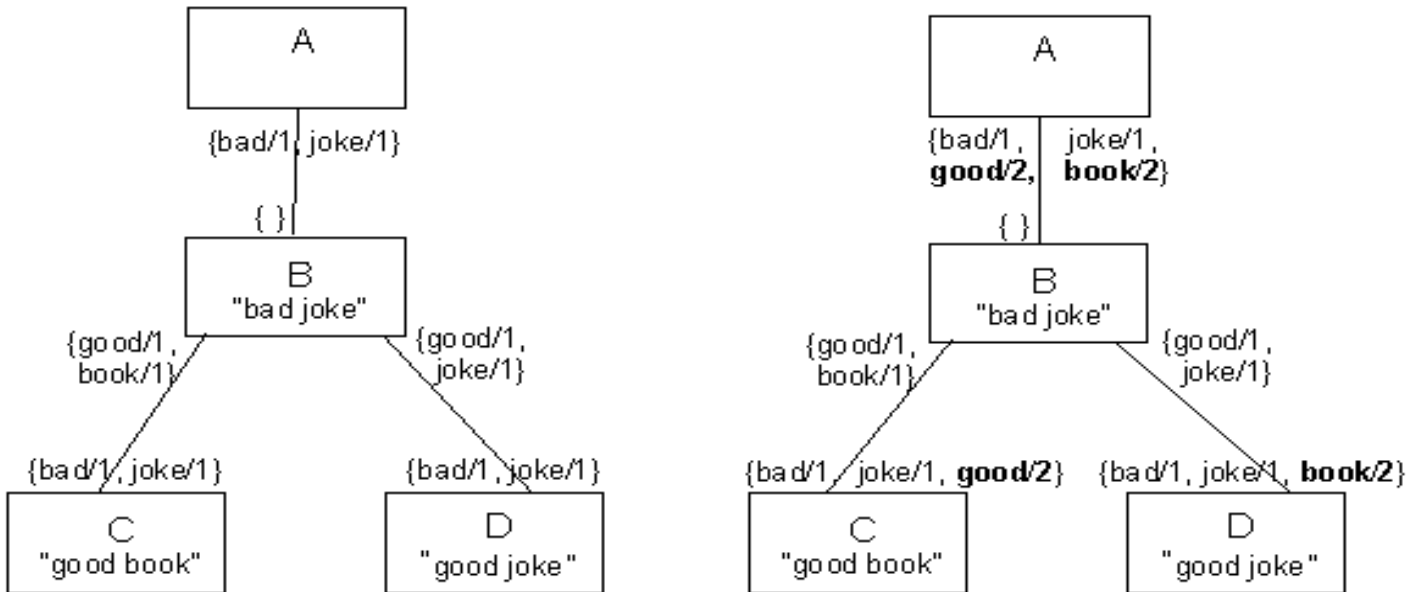 A
{bad/1, joke/1}
{ }
B
"bad joke"
{good/1,
book/1}
{good/1,
joke/1}
{bad/1, joke/1}
{bad/1, joke/1}
C
"good book"
D
"good joke"
A
{bad/1, joke/1,
good/2, book/2}
{ }
B
"bad joke"
{good/1,
book/1}
{good/1,
joke/1}
{bad/1, joke/1, good/2}
{bad/1, joke/1, book/2}
C
"good book"
D
"good joke"